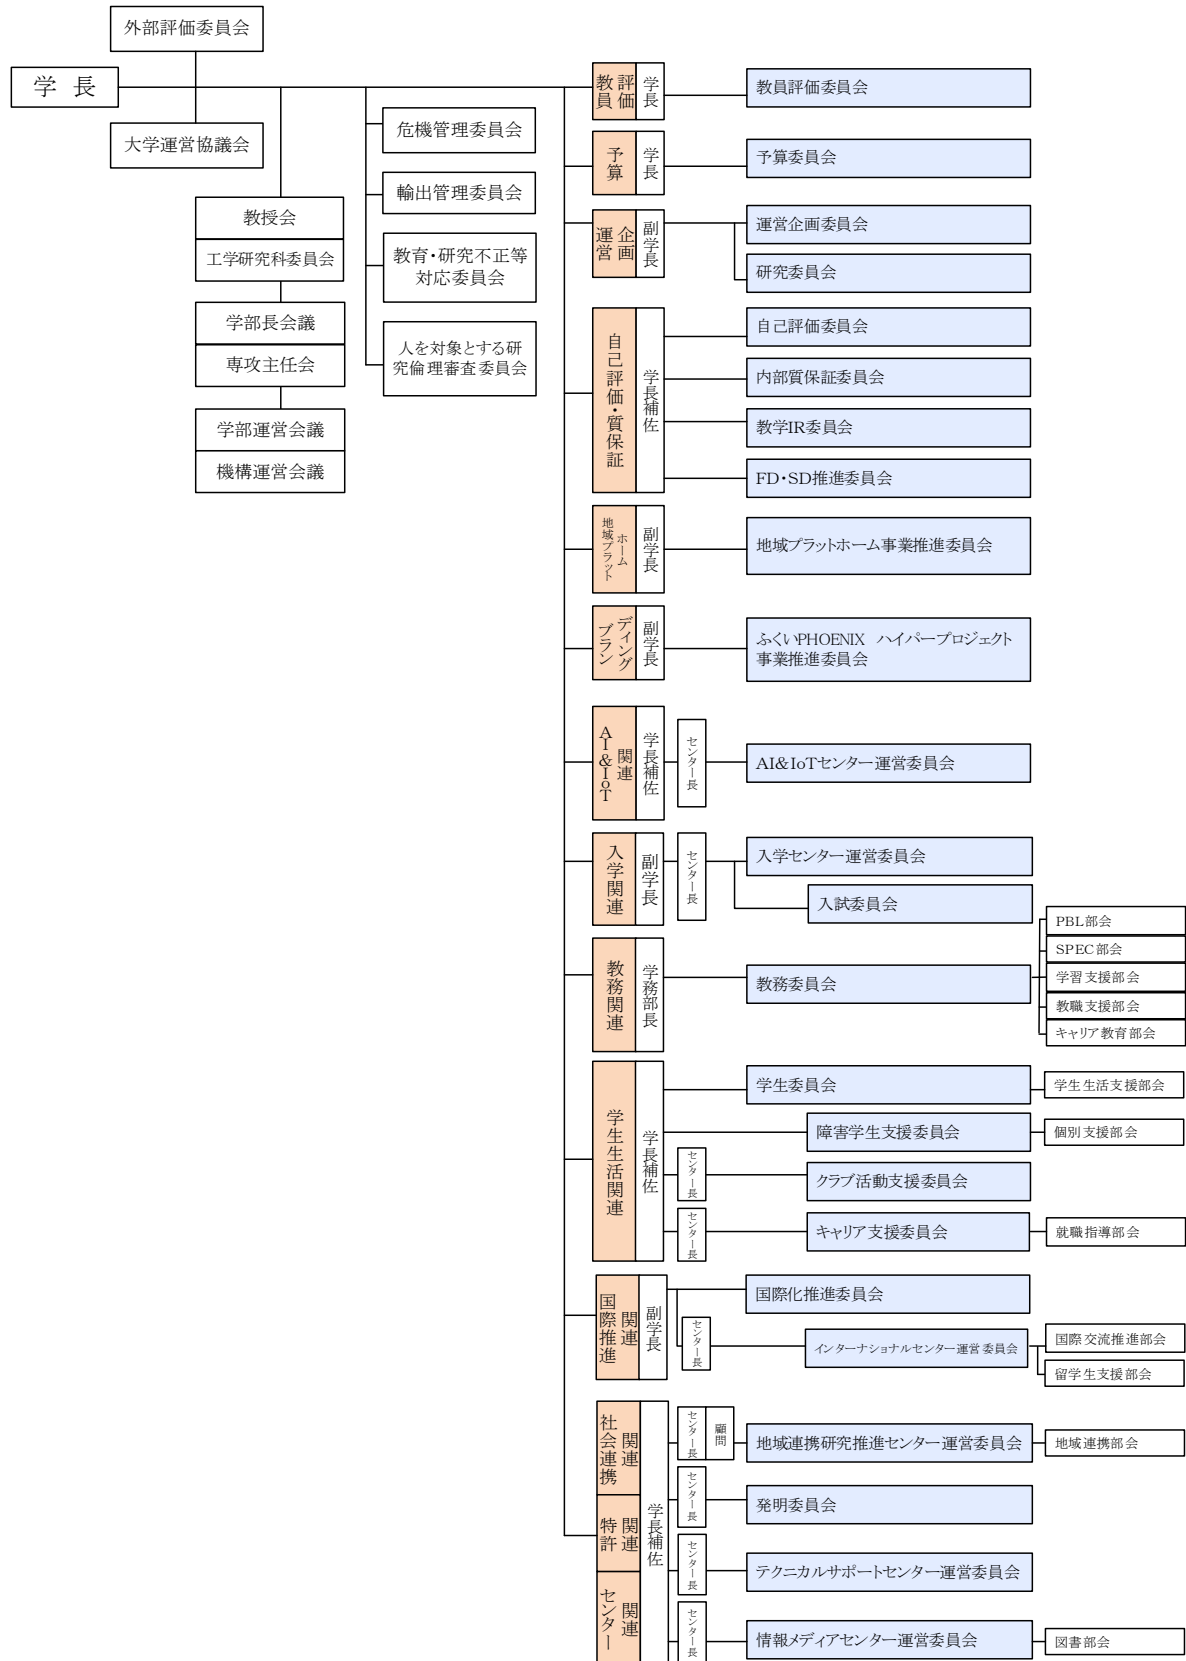 外部評価委員会
学 長
大学運営協議会
教授会
工学研究科委員会
学部長会議
専攻主任会
学部運営会議
機構運営会議
危機管理委員会
輸出管理委員会
教育・研究不正等
対応委員会
人を対象とする研
究倫理審査委員会
教員
評価
学長
教員評価委員会
予算
学長
予算委員会
運営
企画
副学長
運営企画委員会
研究委員会
自己評価・質保証
学長補佐
自己評価委員会
内部質保証委員会
教学IR委員会
FD・SD推進委員会
地域プラット
ホーム
副学長
地域プラットホーム事業推進委員会
ブラン
ディング
副学長
ふくいPHOENIX ハイパープロジェクト
事業推進委員会
AI&IoT
関連
学長補佐
センター長
AI&IoTセンター運営委員会
入学関連
副学長
センター長
入学センター運営委員会
入試委員会
教務関連
学務部長
教務委員会
PBL部会
SPEC部会
学習支援部会
教職支援部会
キャリア教育部会
学生生活関連
学長補佐
学生委員会
学生生活支援部会
障害学生支援委員会
個別支援部会
センター長
クラブ活動支援委員会
センター長
キャリア支援委員会
就職指導部会
国際推進
関連
副学長
国際化推進委員会
センター長
インターナショナルセンター運営委員会
国際交流推進部会
留学生支援部会
社会連携
関連
特許
関連
センター
関連
学長補佐
センター長
顧問
地域連携研究推進センター運営委員会
地域連携部会
センター長
発明委員会
センター長
テクニカルサポートセンター運営委員会
センター長
情報メディアセンター運営委員会
図書部会